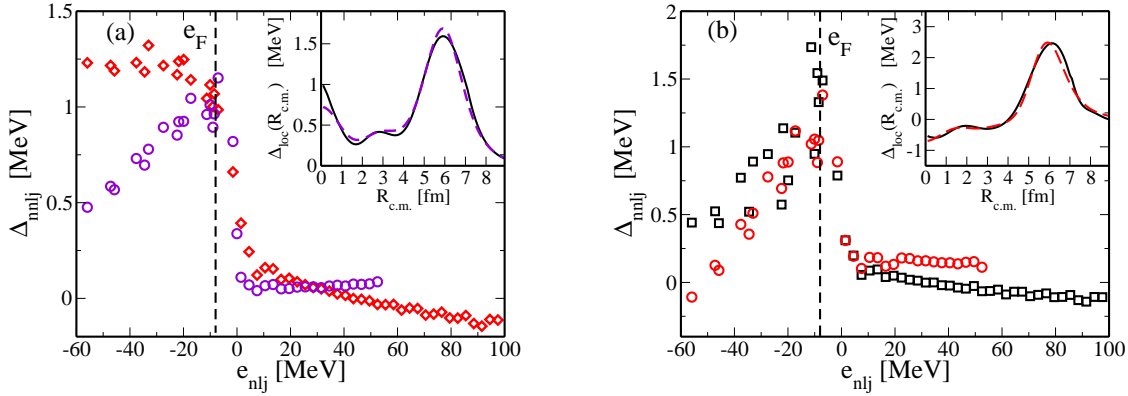 (a)
e_F
Δ_nnlj [MeV]
1.5
1
0.5
0
-60 -40 -20 0 20 40 60 80 100
e_nlj [MeV]
Δ_loc(R_c.m.) [MeV]
1.5
1
0.5
0
0 1 2 3 4 5 6 7 8
R_c.m. [fm]
(b)
e_F
Δ_nnlj [MeV]
2
1.5
1
0.5
0
-60 -40 -20 0 20 40 60 80 100
e_nlj [MeV]
Δ_loc(R_c.m.) [MeV]
3
2
1
0
-1
0 1 2 3 4 5 6 7 8
R_c.m. [fm]